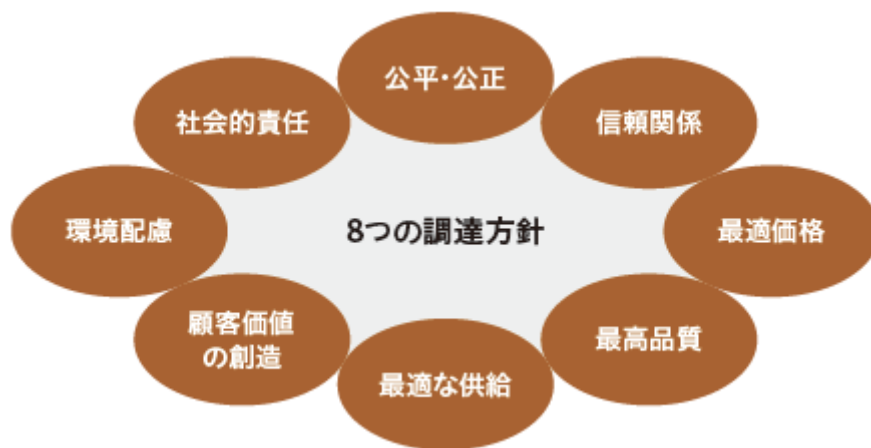 公平・公正
社会的責任
信頼関係
環境配慮
8つの調達方針
最適価格
顧客価値
の創造
最高品質
最適な供給